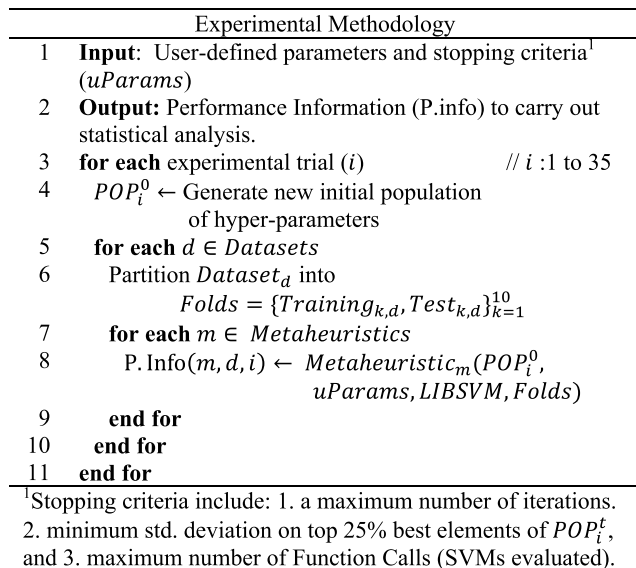 Experimental Methodology
1 Input: User-defined parameters and stopping criteria¹
(uParams)
2 Output: Performance Information (P.info) to carry out
statistical analysis.
3 for each experimental trial (i) // i :1 to 35
4 POP_i^0 ← Generate new initial population
of hyper-parameters
5 for each d ∈ Datasets
6 Partition Dataset_d into
Folds = {Training_{k,d}, Test_{k,d}}_{k=1}^{10}
7 for each m ∈ Metaheuristics
8 P. Info(m, d, i) ← Metaheuristic_m(POP_i^0,
uParams, LIBSVM, Folds)
9 end for
10 end for
11 end for
¹Stopping criteria include: 1. a maximum number of iterations.
2. minimum std. deviation on top 25% best elements of POP_i^t,
and 3. maximum number of Function Calls (SVMs evaluated).